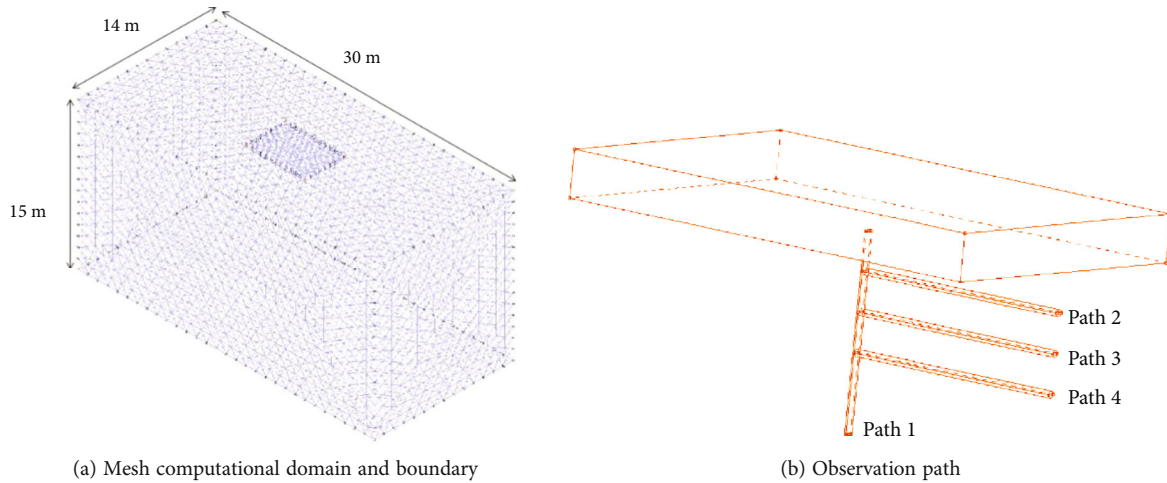 14 m
30 m
15 m
Path 2
Path 3
Path 4
Path 1
(a) Mesh computational domain and boundary
(b) Observation path